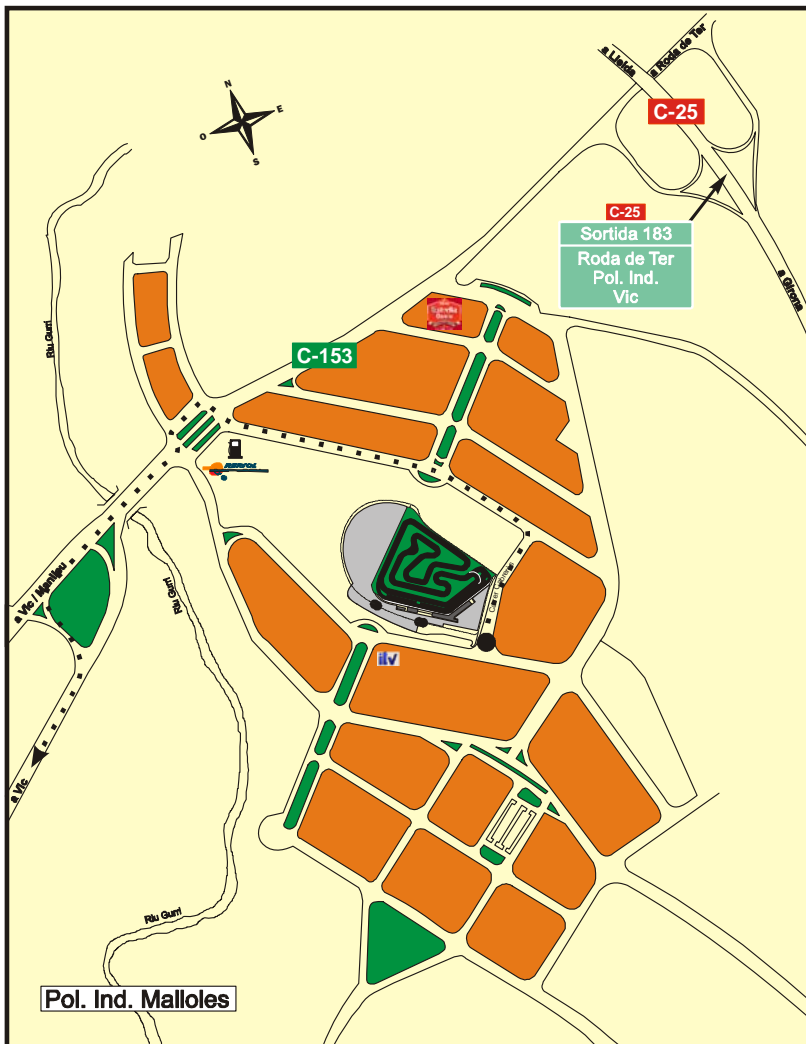 a Lleida
a Roda de Ter
C-25
N
E
O
S
C-25
Sortida 183
Roda de Ter
Pol. Ind.
Vic
a Girona
Riu Gurri
C-153
a Vic / Manlleu
Riu Gurri
itv
a Vic
Riu Gurri
Pol. Ind. Malloles